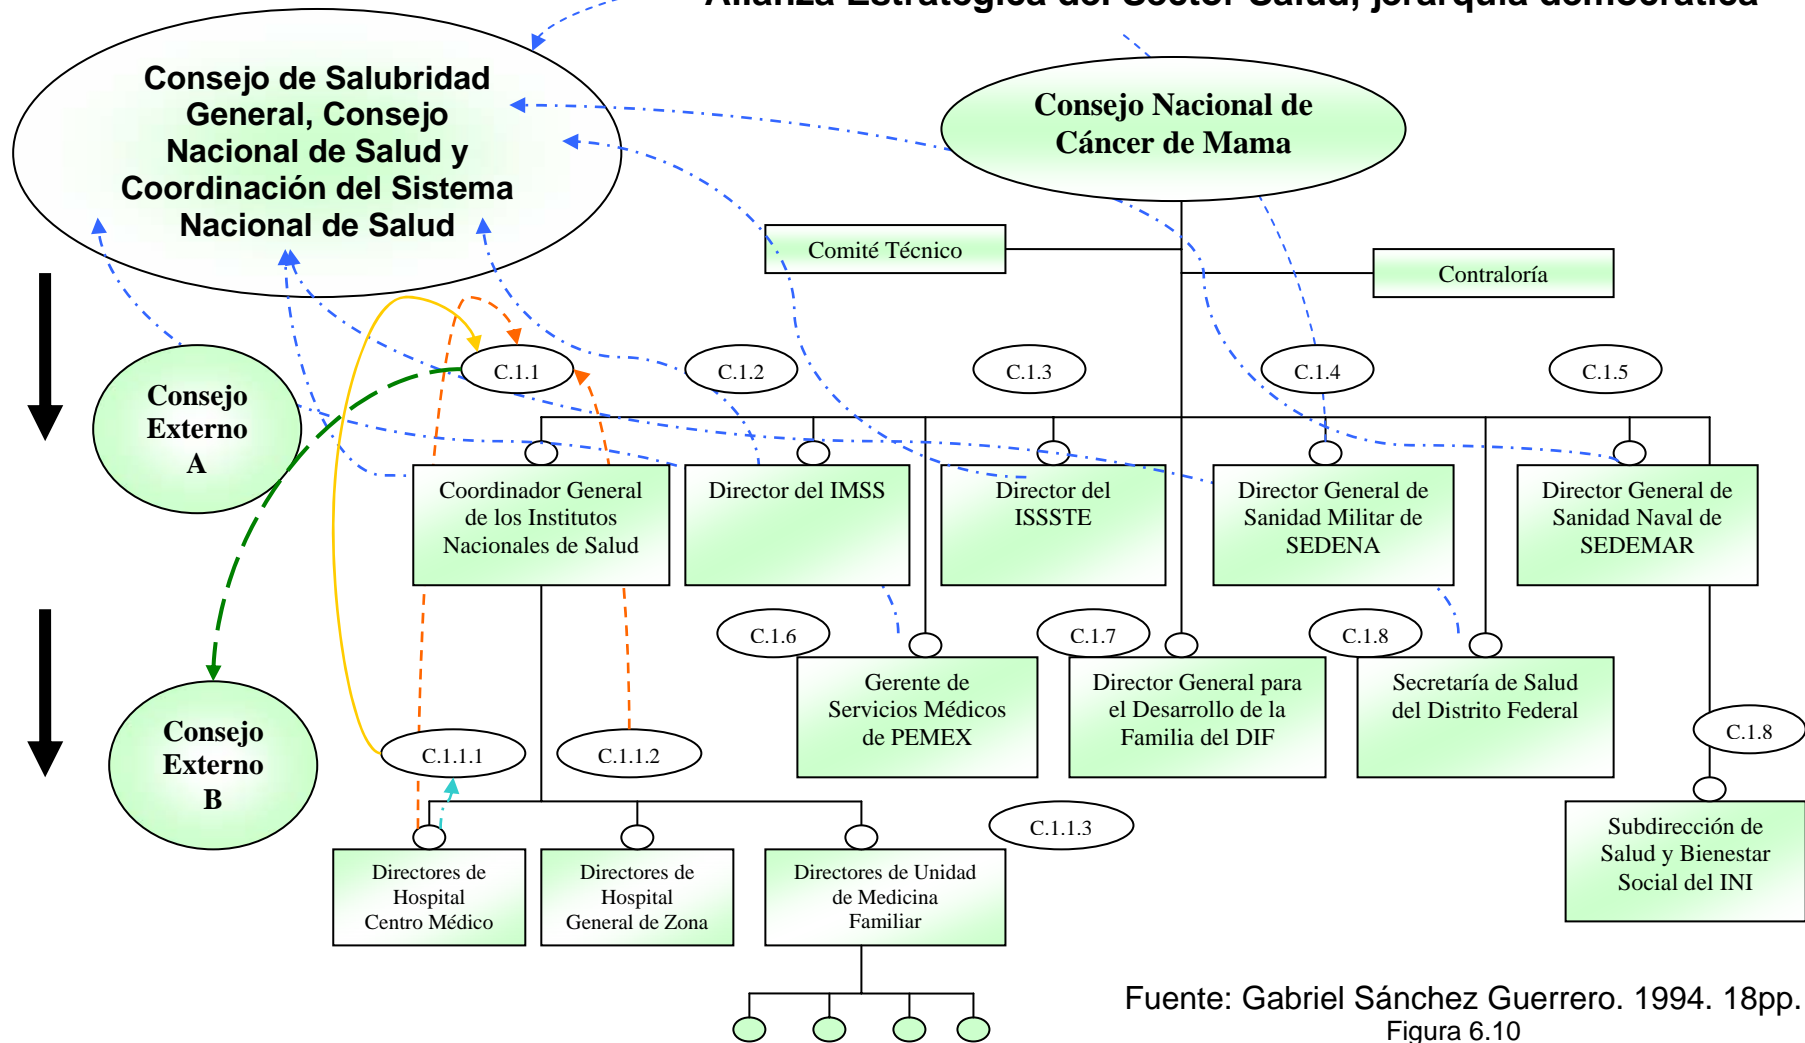 Alianza Estratégica del Sector Salud, jerarquía democrática
Consejo de Salubridad
General, Consejo
Nacional de Salud y
Coordinación del Sistema
Nacional de Salud
Consejo Nacional de
Cáncer de Mama
Comité Técnico
Contraloría
C.1.1
C.1.2
C.1.3
C.1.4
C.1.5
Consejo
Externo
A
Coordinador General
de los Institutos
Nacionales de Salud
Director del IMSS
Director del
ISSSTE
Director General de
Sanidad Militar de
SEDENA
Director General de
Sanidad Naval de
SEDEMAR
C.1.6
C.1.7
C.1.8
Gerente de
Servicios Médicos
de PEMEX
Director General para
el Desarrollo de la
Familia del DIF
Secretaría de Salud
del Distrito Federal
C.1.8
Consejo
Externo
B
C.1.1.1
C.1.1.2
C.1.1.3
Directores de
Hospital
Centro Médico
Directores de
Hospital
General de Zona
Directores de Unidad
de Medicina
Familiar
Subdirección de
Salud y Bienestar
Social del INI
Fuente: Gabriel Sánchez Guerrero. 1994. 18pp.
Figura 6.10